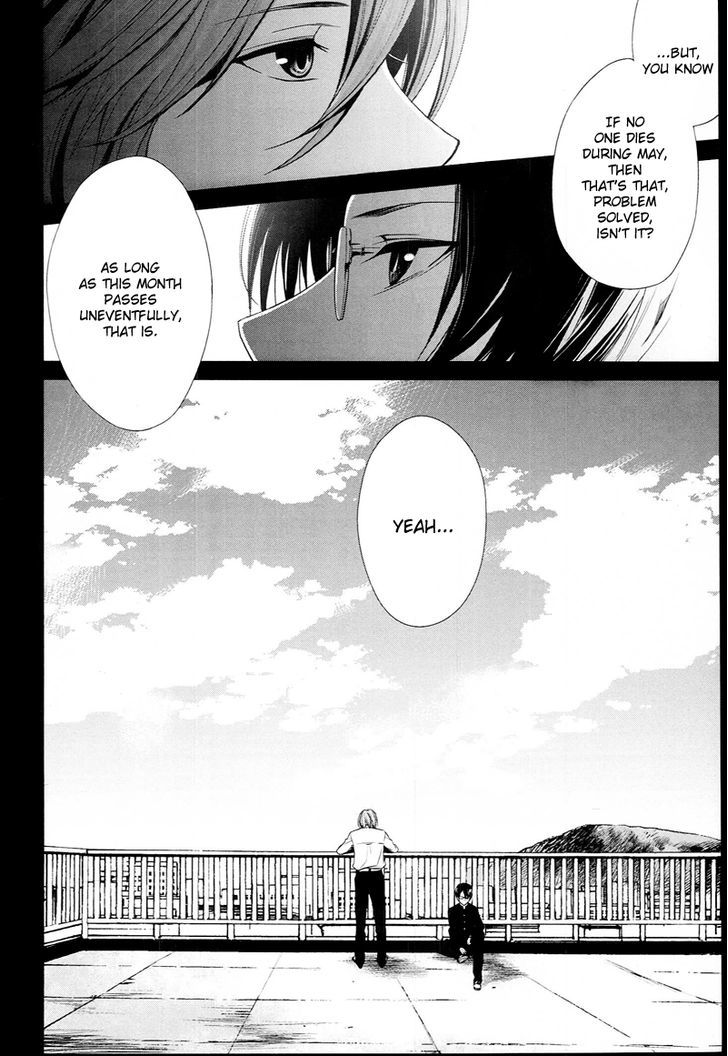 ...BUT,
YOU KNOW
IF NO
ONE DIES
DURING MAY,
THEN
THAT'S THAT,
PROBLEM
SOLVED,
ISN'T IT?
AS LONG
AS THIS MONTH
PASSES
UNEVENTFULLY,
THAT IS.
YEAH...